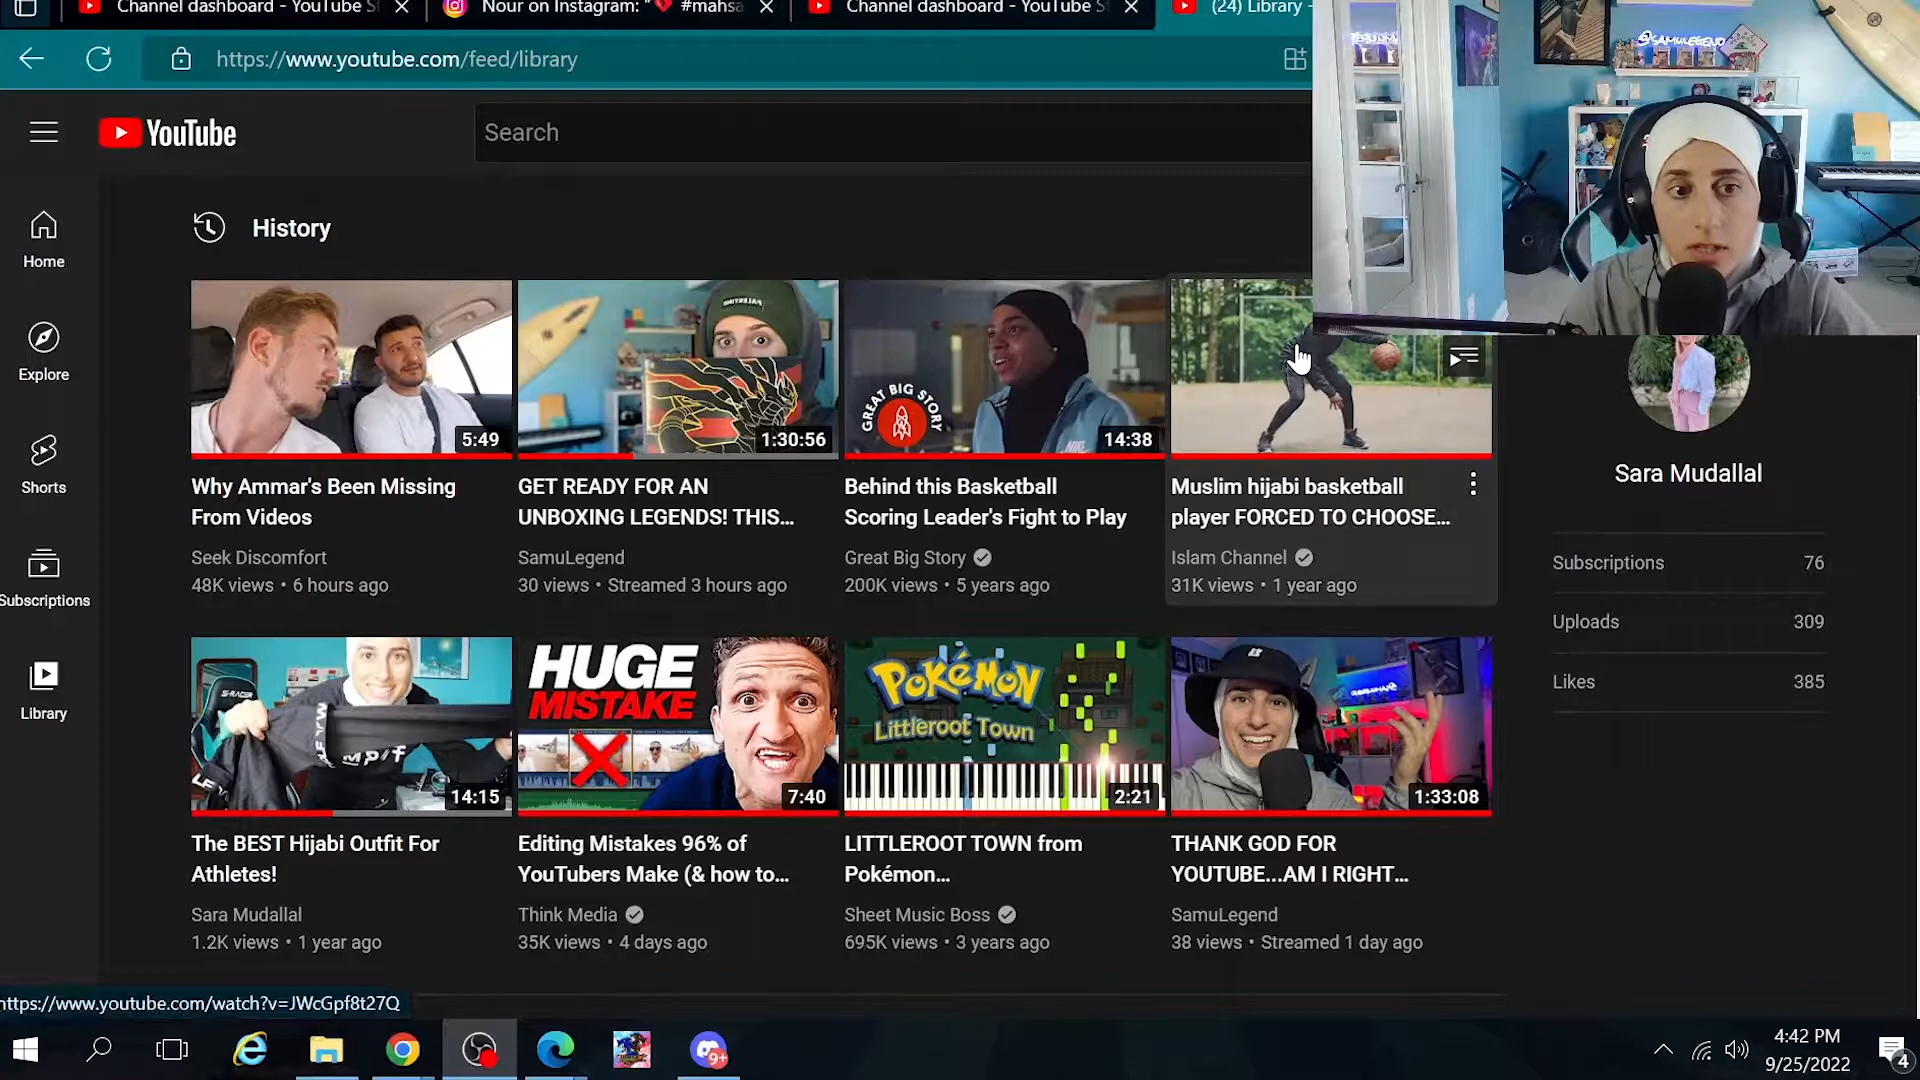 Channel dashboard - YouTube St
Nour on Instagram: "💔 #mahsa
Channel dashboard - YouTube St
(24) Library -
https://www.youtube.com/feed/library
@SAMULEGEND
YouTube
Search
Home
Explore
Shorts
Subscriptions
Library
History
5:49
Why Ammar's Been Missing
From Videos
Seek Discomfort
48K views • 6 hours ago
1:30:56
GET READY FOR AN
UNBOXING LEGENDS! THIS...
SamuLegend
30 views • Streamed 3 hours ago
GREAT BIG STORY
14:38
Behind this Basketball
Scoring Leader's Fight to Play
Great Big Story
200K views • 5 years ago
Muslim hijabi basketball
player FORCED TO CHOOSE...
Islam Channel
31K views • 1 year ago
Sara Mudallal
Subscriptions 76
Uploads 309
Likes 385
14:15
The BEST Hijabi Outfit For
Athletes!
Sara Mudallal
1.2K views • 1 year ago
HUGE
MISTAKE
7:40
Editing Mistakes 96% of
YouTubers Make (& how to...
Think Media
35K views • 4 days ago
POKéMON
Littleroot Town
2:21
LITTLEROOT TOWN from
Pokémon...
Sheet Music Boss
695K views • 3 years ago
1:33:08
THANK GOD FOR
YOUTUBE...AM I RIGHT...
SamuLegend
38 views • Streamed 1 day ago
https://www.youtube.com/watch?v=JWcGpf8t27Q
9+
4:42 PM
9/25/2022
4